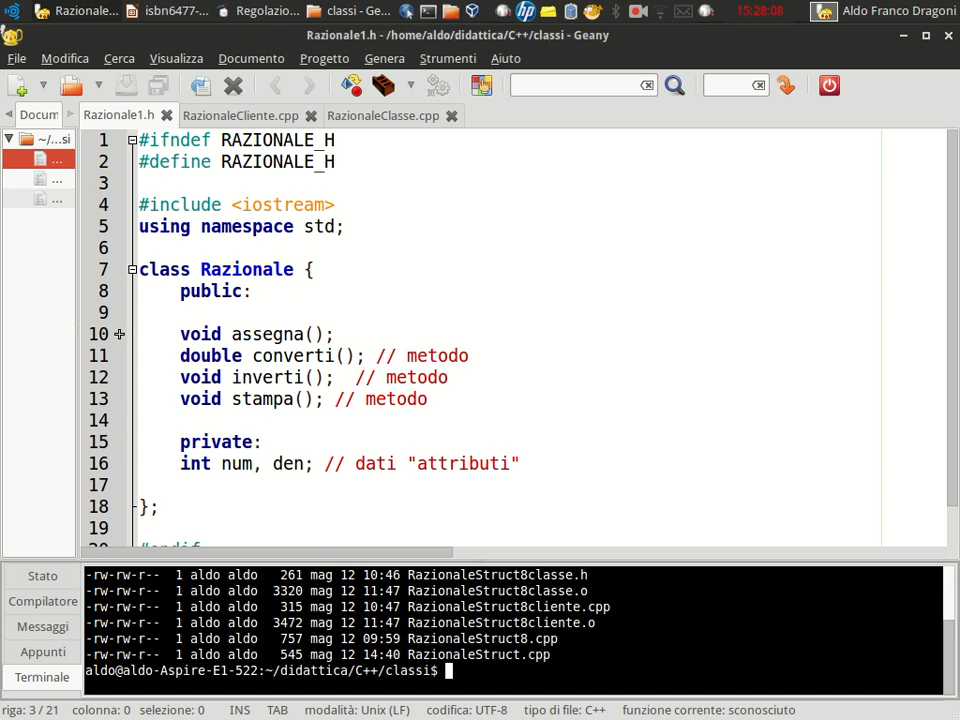 Razionale...
isbn6477-...
Regolazio...
classi - Ge...
15:28:08
Aldo Franco Dragoni
Razionale1.h - /home/aldo/didattica/C++/classi - Geany
File Modifica Cerca Visualizza Documento Progetto Genera Strumenti Aiuto
Docum
Razionale1.h
RazionaleCliente.cpp
RazionaleClasse.cpp
~/...si
...
...
...
1 #ifndef RAZIONALE_H
2 #define RAZIONALE_H
3
4 #include <iostream>
5 using namespace std;
6
7 class Razionale {
8 public:
9
10 void assegna();
11 double converti(); // metodo
12 void inverti();  // metodo
13 void stampa(); // metodo
14
15 private:
16 int num, den; // dati "attributi"
17
18 };
19
20 #endif
Stato
Compilatore
Messaggi
Appunti
Terminale
-rw-rw-r-- 1 aldo aldo  261 mag 12 10:46 RazionaleStruct8classe.h
-rw-rw-r-- 1 aldo aldo 3320 mag 12 11:47 RazionaleStruct8classe.o
-rw-rw-r-- 1 aldo aldo  315 mag 12 10:47 RazionaleStruct8cliente.cpp
-rw-rw-r-- 1 aldo aldo 3472 mag 12 11:47 RazionaleStruct8cliente.o
-rw-rw-r-- 1 aldo aldo  757 mag 12 09:59 RazionaleStruct8.cpp
-rw-rw-r-- 1 aldo aldo  545 mag 12 14:40 RazionaleStruct.cpp
aldo@aldo-Aspire-E1-522:~/didattica/C++/classi$
riga: 3 / 21 colonna: 0 selezione: 0 INS TAB modalità: Unix (LF) codifica: UTF-8 tipo di file: C++ funzione corrente: sconosciuto